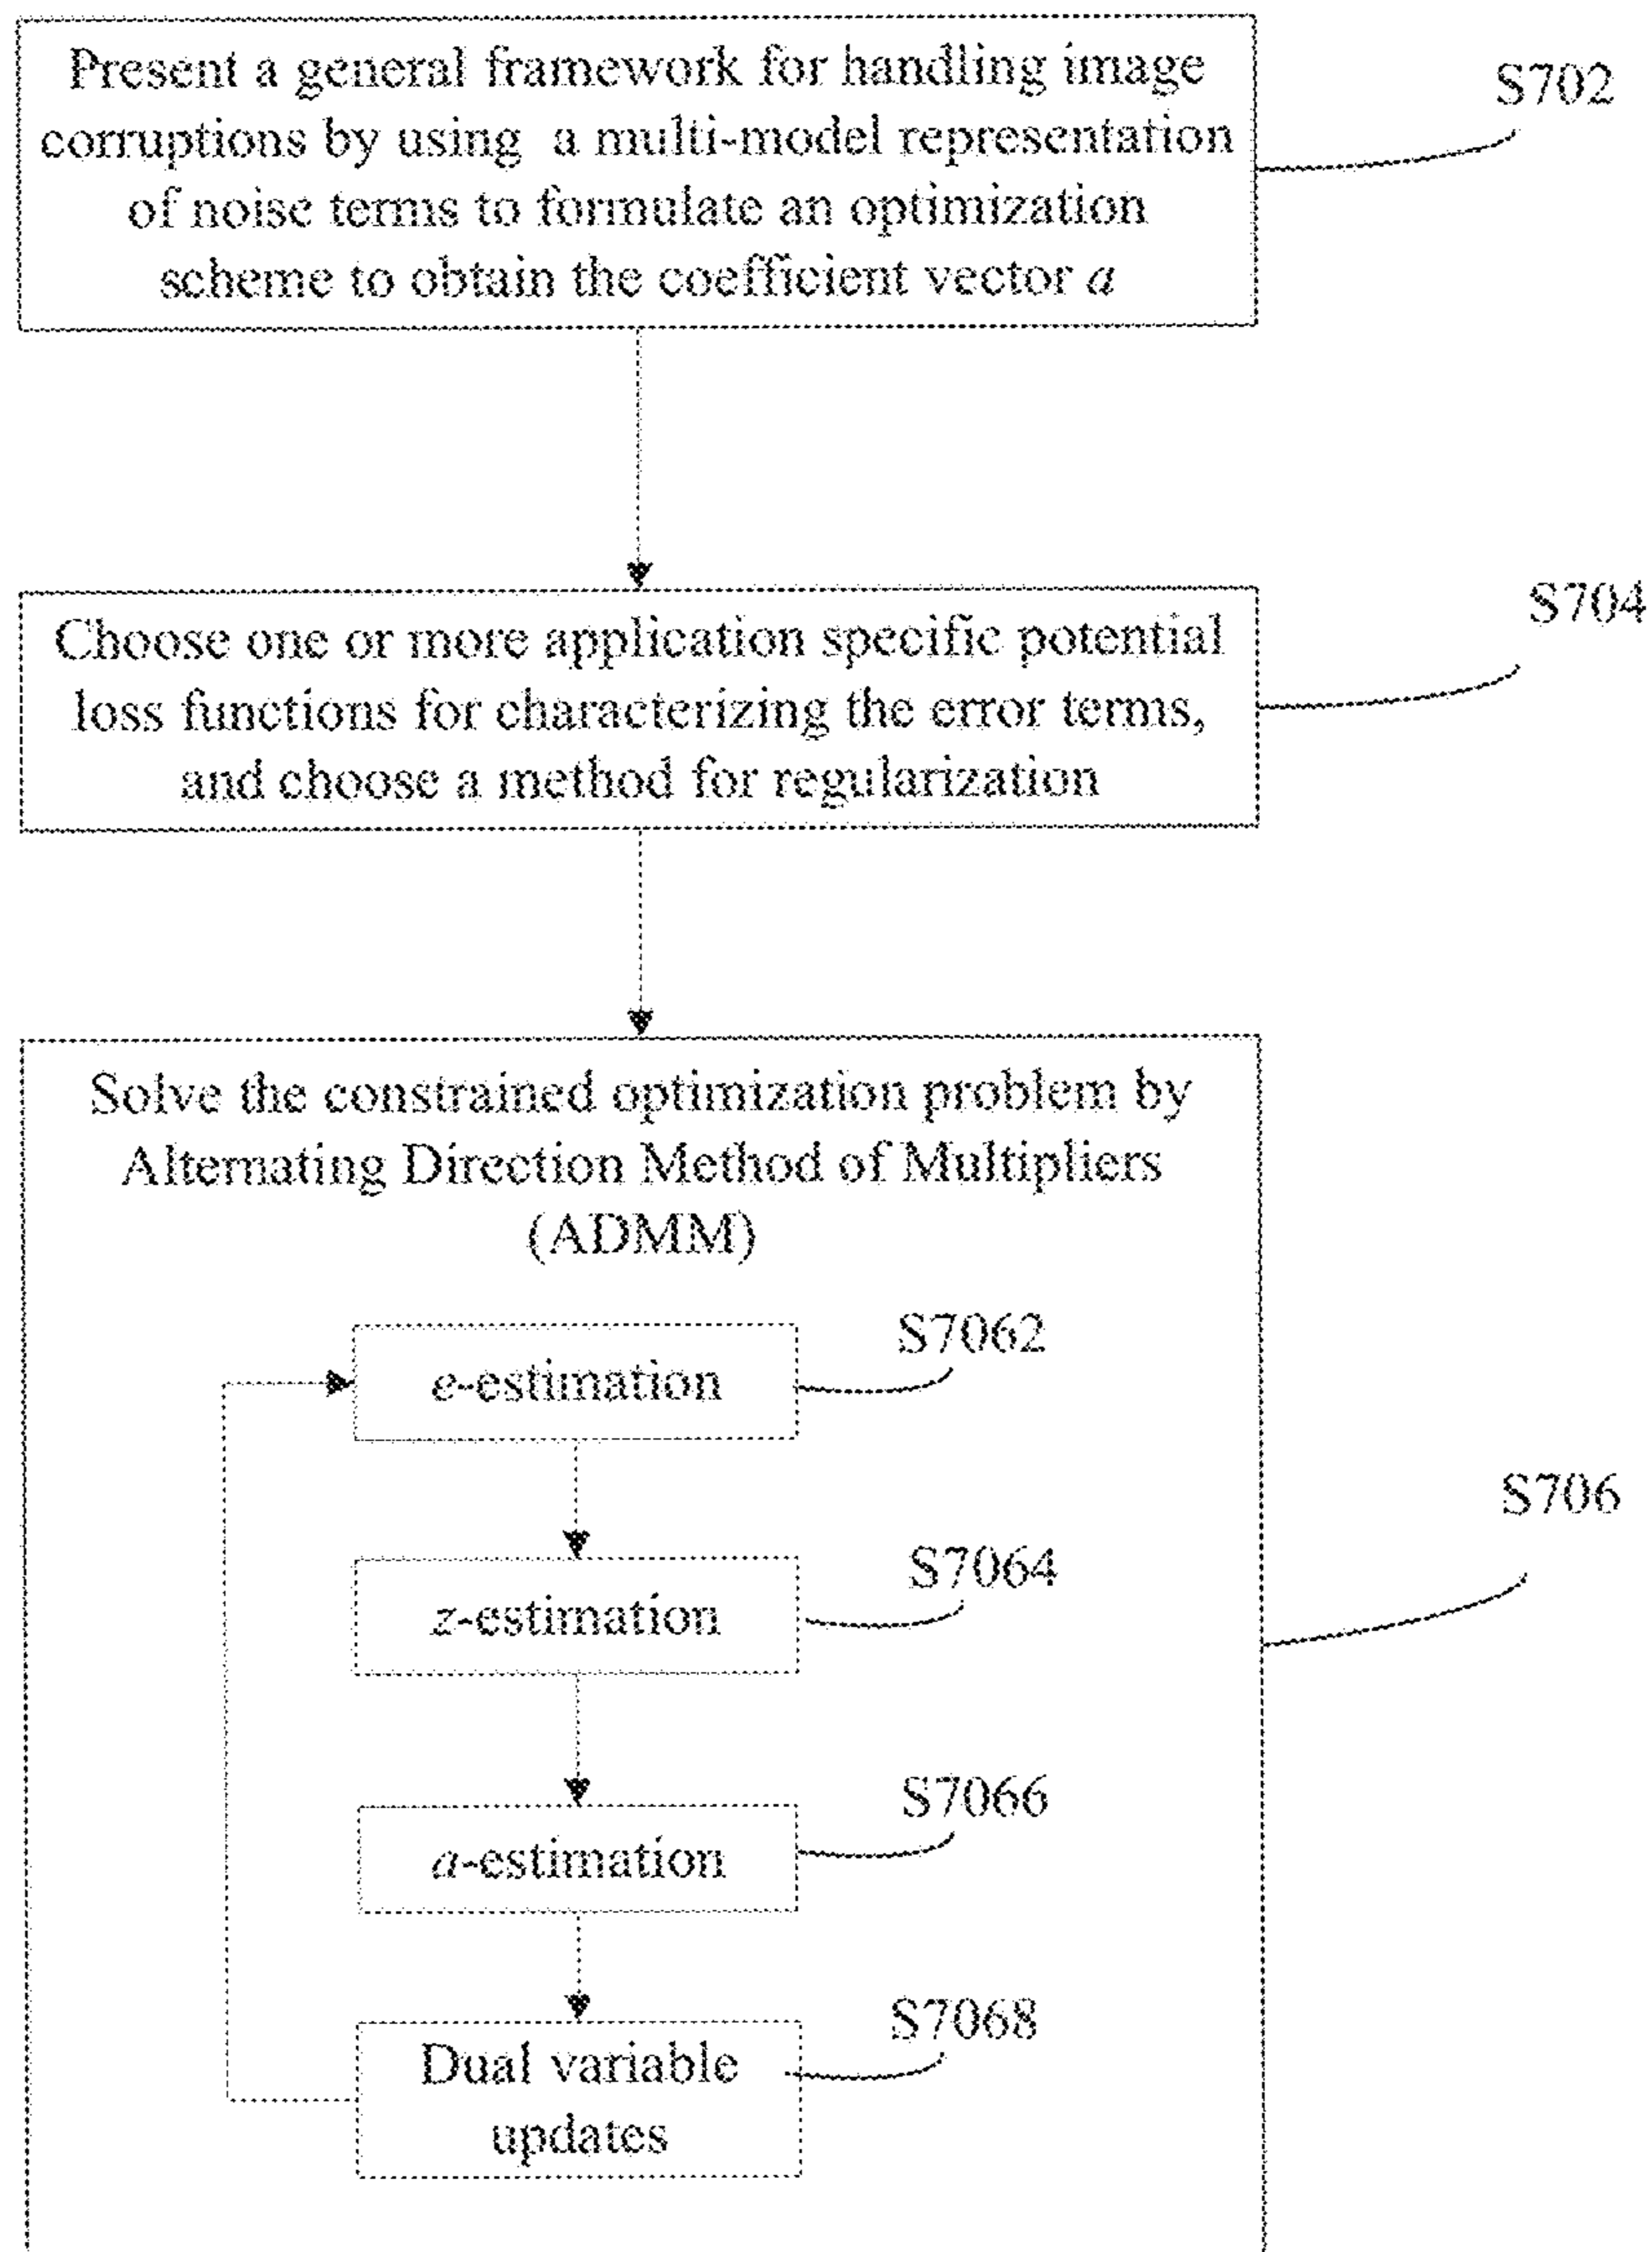 Present a general framework for handling image
corruptions by using a multi-model representation
of noise terms to formulate an optimization
scheme to obtain the coefficient vector a
S702
Choose one or more application specific potential
loss functions for characterizing the error terms,
and choose a method for regularization
S704
Solve the constrained optimization problem by
Alternating Direction Method of Multipliers
(ADMM)
S706
e-estimation
S7062
z-estimation
S7064
a-estimation
S7066
Dual variable
updates
S7068